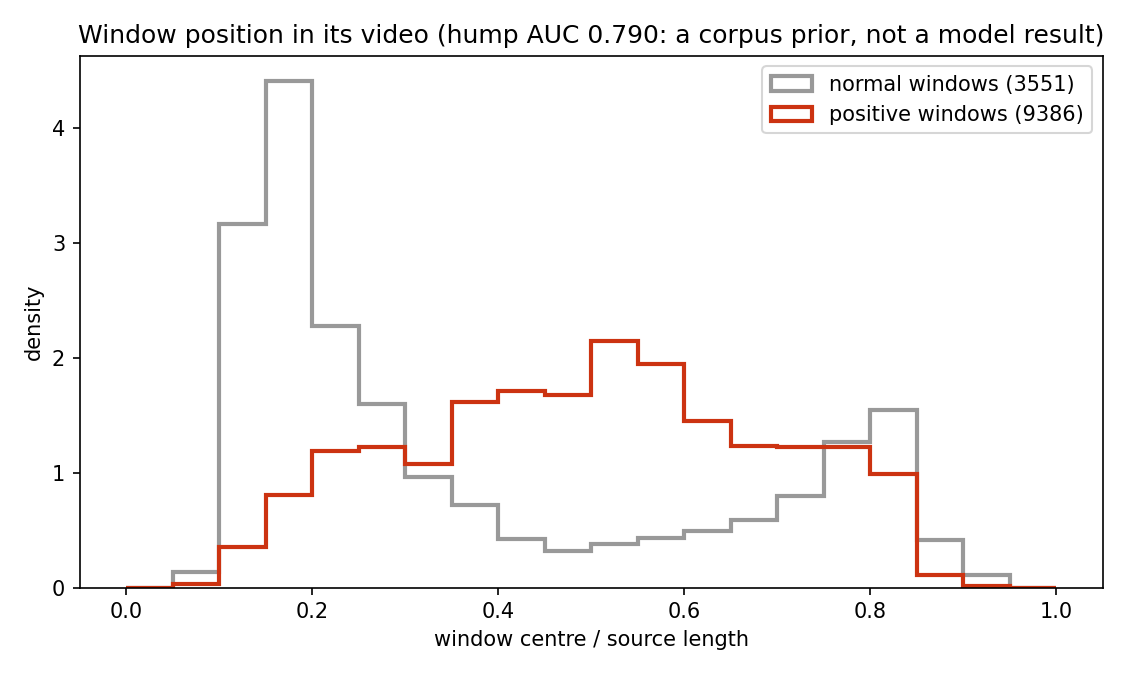 Window position in its video (hump AUC 0.790: a corpus prior, not a model result)
normal windows (3551)
positive windows (9386)
density
4
3
2
1
0
0.0 0.2 0.4 0.6 0.8 1.0
window centre / source length